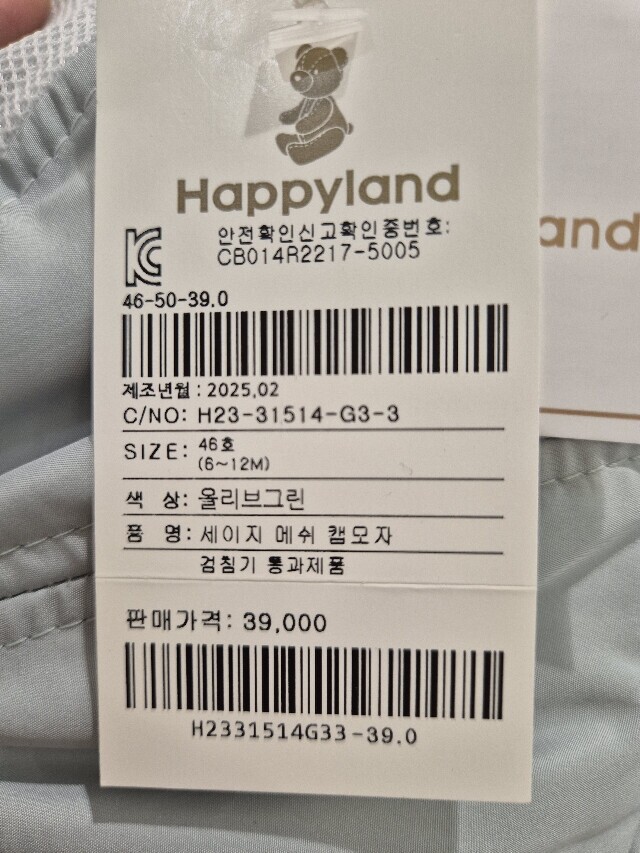 Happyland
안전확인신고확인증번호:
CB014R2217-5005
46-50-39.0
제조년월 : 2025.02
C/NO: H23-31514-G3-3
SIZE: 46호
(6~12M)
색 상: 올리브그린
품 명: 세이지 메쉬 캡모자
검침기 통과제품
판매가격: 39,000
H2331514G33-39.0
and